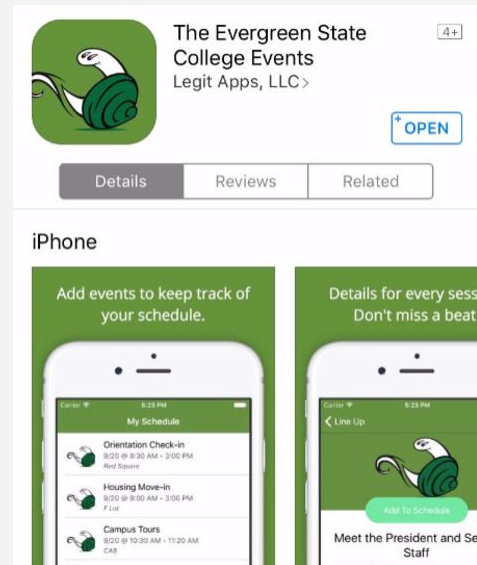 The Evergreen State
College Events
4+
Legit Apps, LLC >
+ OPEN
Details
Reviews
Related
iPhone
Add events to keep track of
your schedule.
Carrier
5:23 PM
My Schedule
Orientation Check-in
9/20 @ 8:30 AM - 3:00 PM
Red Square
Housing Move-in
9/20 @ 9:00 AM - 3:00 PM
F Lot
Campus Tours
9/20 @ 10:30 AM - 11:20 AM
CAB
Details for every sess
Don't miss a beat
Carrier
5:23 PM
< Line Up
Add To Schedule
Meet the President and Se
Staff